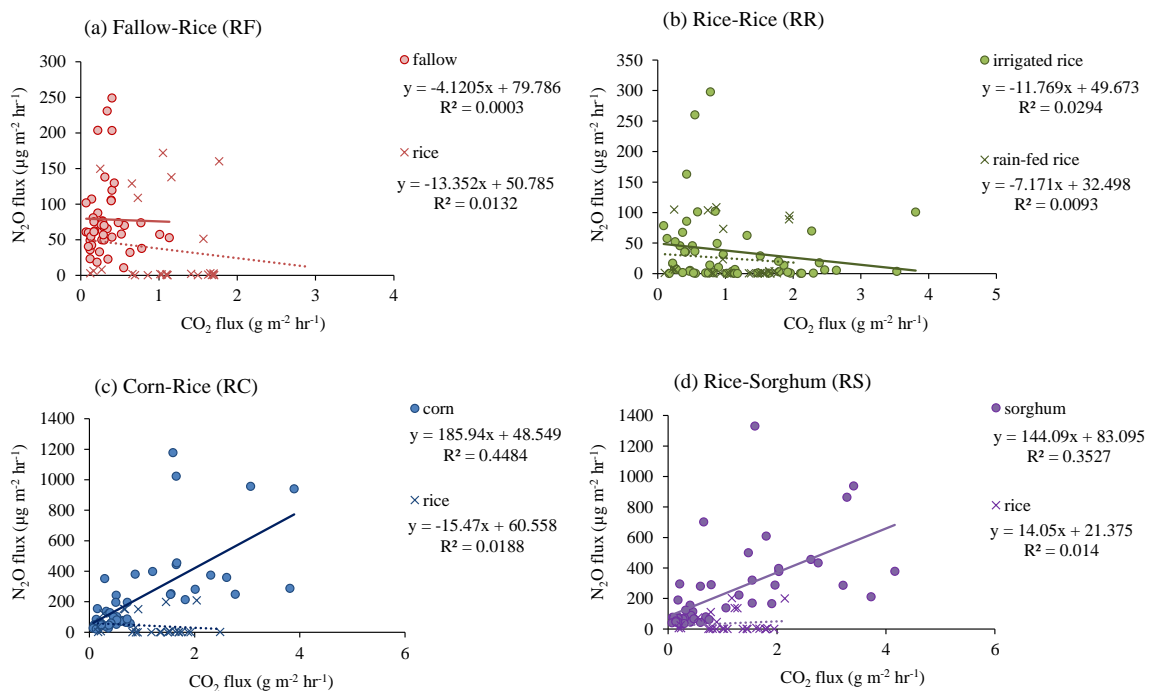 (a) Fallow-Rice (RF)
N₂O flux (µg m⁻² hr⁻¹)
300
250
200
150
100
50
0
0 1 2 3 4
CO₂ flux (g m⁻² hr⁻¹)
fallow
y = -4.1205x + 79.786
R² = 0.0003
rice
y = -13.352x + 50.785
R² = 0.0132
(b) Rice-Rice (RR)
N₂O flux (µg m⁻² hr⁻¹)
350
300
250
200
150
100
50
0
0 1 2 3 4 5
CO₂ flux (g m⁻² hr⁻¹)
irrigated rice
y = -11.769x + 49.673
R² = 0.0294
rain-fed rice
y = -7.171x + 32.498
R² = 0.0093
(c) Corn-Rice (RC)
N₂O flux (µg m⁻² hr⁻¹)
1400
1200
1000
800
600
400
200
0
0 2 4 6
CO₂ flux (g m⁻² hr⁻¹)
corn
y = 185.94x + 48.549
R² = 0.4484
rice
y = -15.47x + 60.558
R² = 0.0188
(d) Rice-Sorghum (RS)
N₂O flux (µg m⁻² hr⁻¹)
1400
1200
1000
800
600
400
200
0
0 2 4 6
CO₂ flux (g m⁻² hr⁻¹)
sorghum
y = 144.09x + 83.095
R² = 0.3527
rice
y = 14.05x + 21.375
R² = 0.014